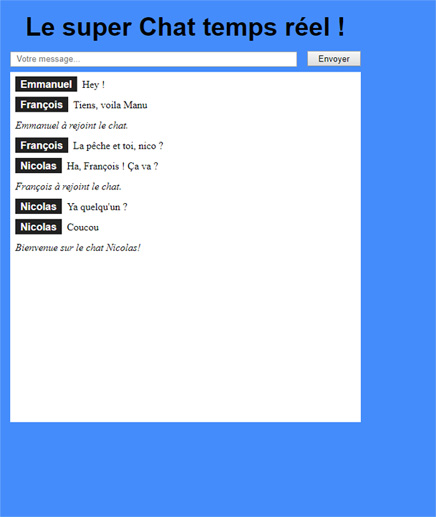 Le super Chat temps réel !
Votre message...
Envoyer
Emmanuel Hey !
François Tiens, voila Manu
Emmanuel à rejoint le chat.
François La pêche et toi, nico ?
Nicolas Ha, François ! Ça va ?
François à rejoint le chat.
Nicolas Ya quelqu'un ?
Nicolas Coucou
Bienvenue sur le chat Nicolas!